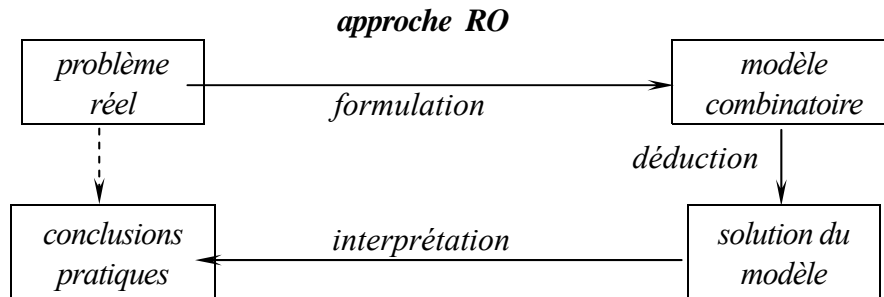 approche RO
problème
réel
formulation
modèle
combinatoire
déduction
conclusions
pratiques
interprétation
solution du
modèle